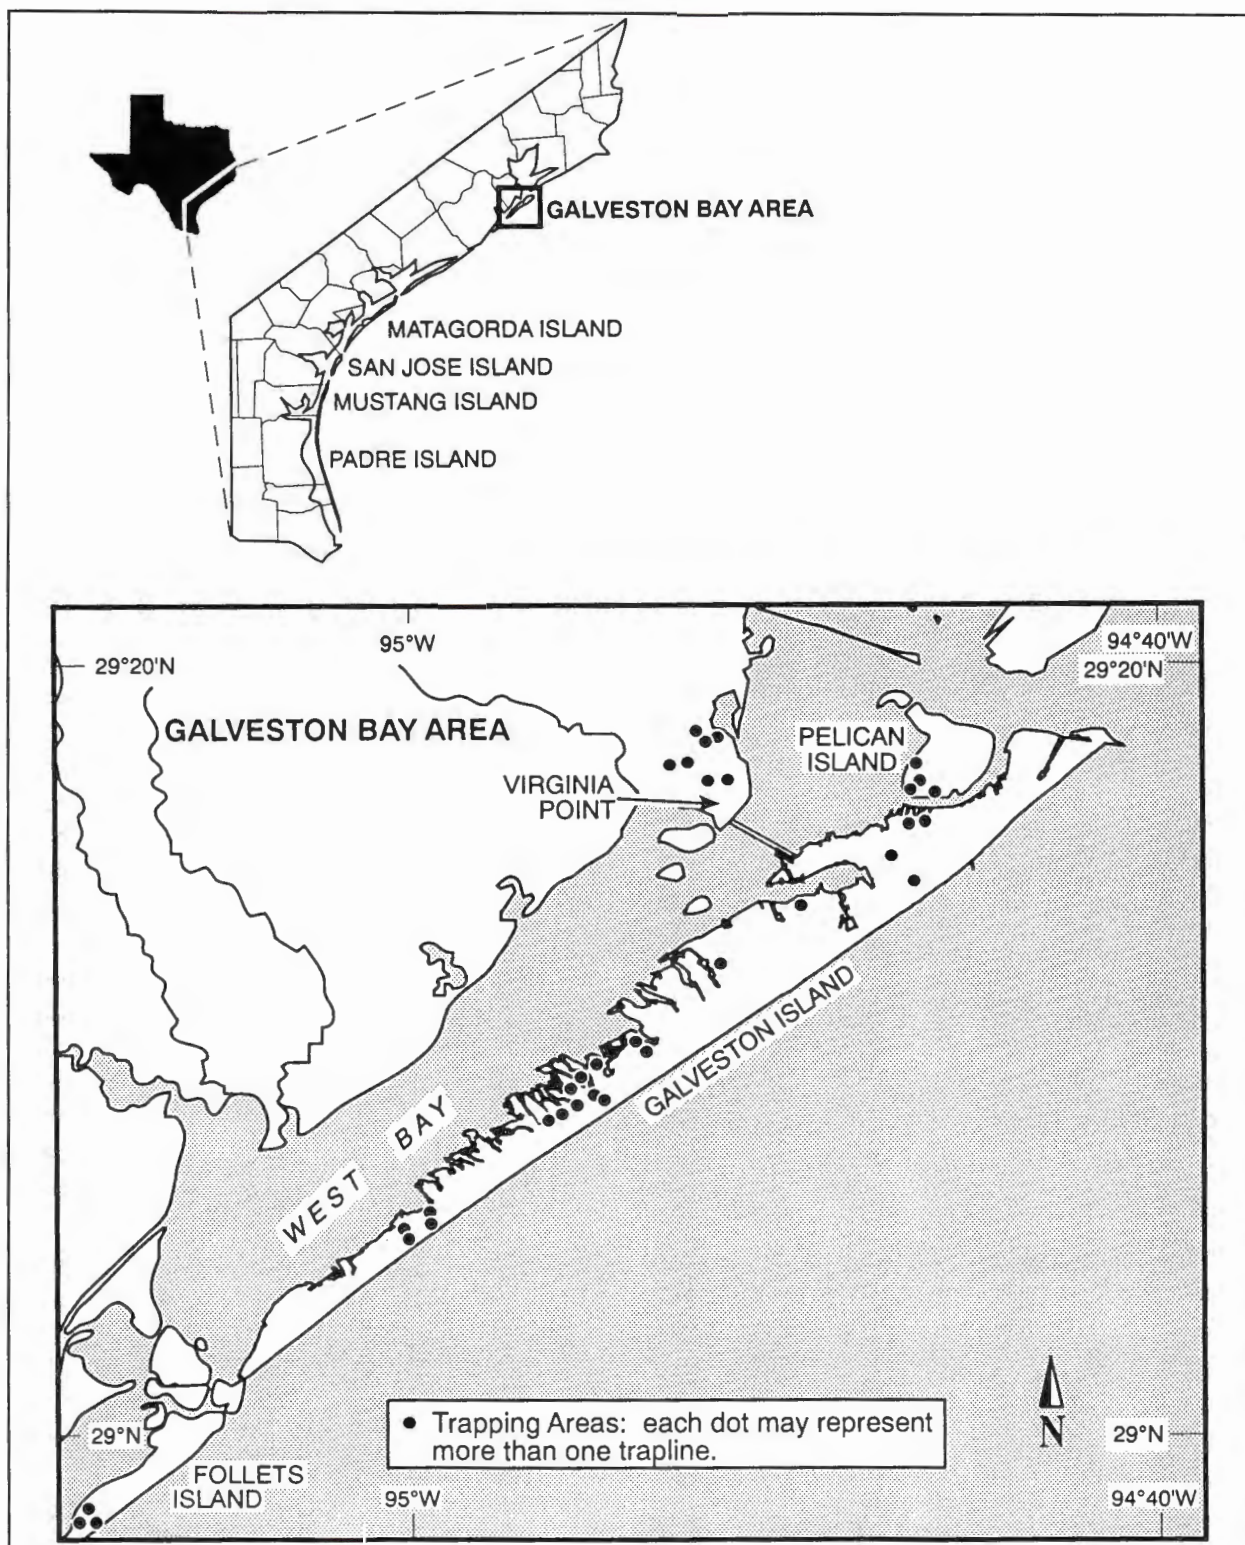 GALVESTON BAY AREA
MATAGORDA ISLAND
SAN JOSE ISLAND
MUSTANG ISLAND
PADRE ISLAND
95°W
94°40'W
29°20'N
29°20'N
GALVESTON BAY AREA
PELICAN
ISLAND
VIRGINIA
POINT
GALVESTON ISLAND
WEST BAY
● Trapping Areas: each dot may represent
more than one trapline.
N
29°N
29°N
FOLLETS
ISLAND
95°W
94°40'W